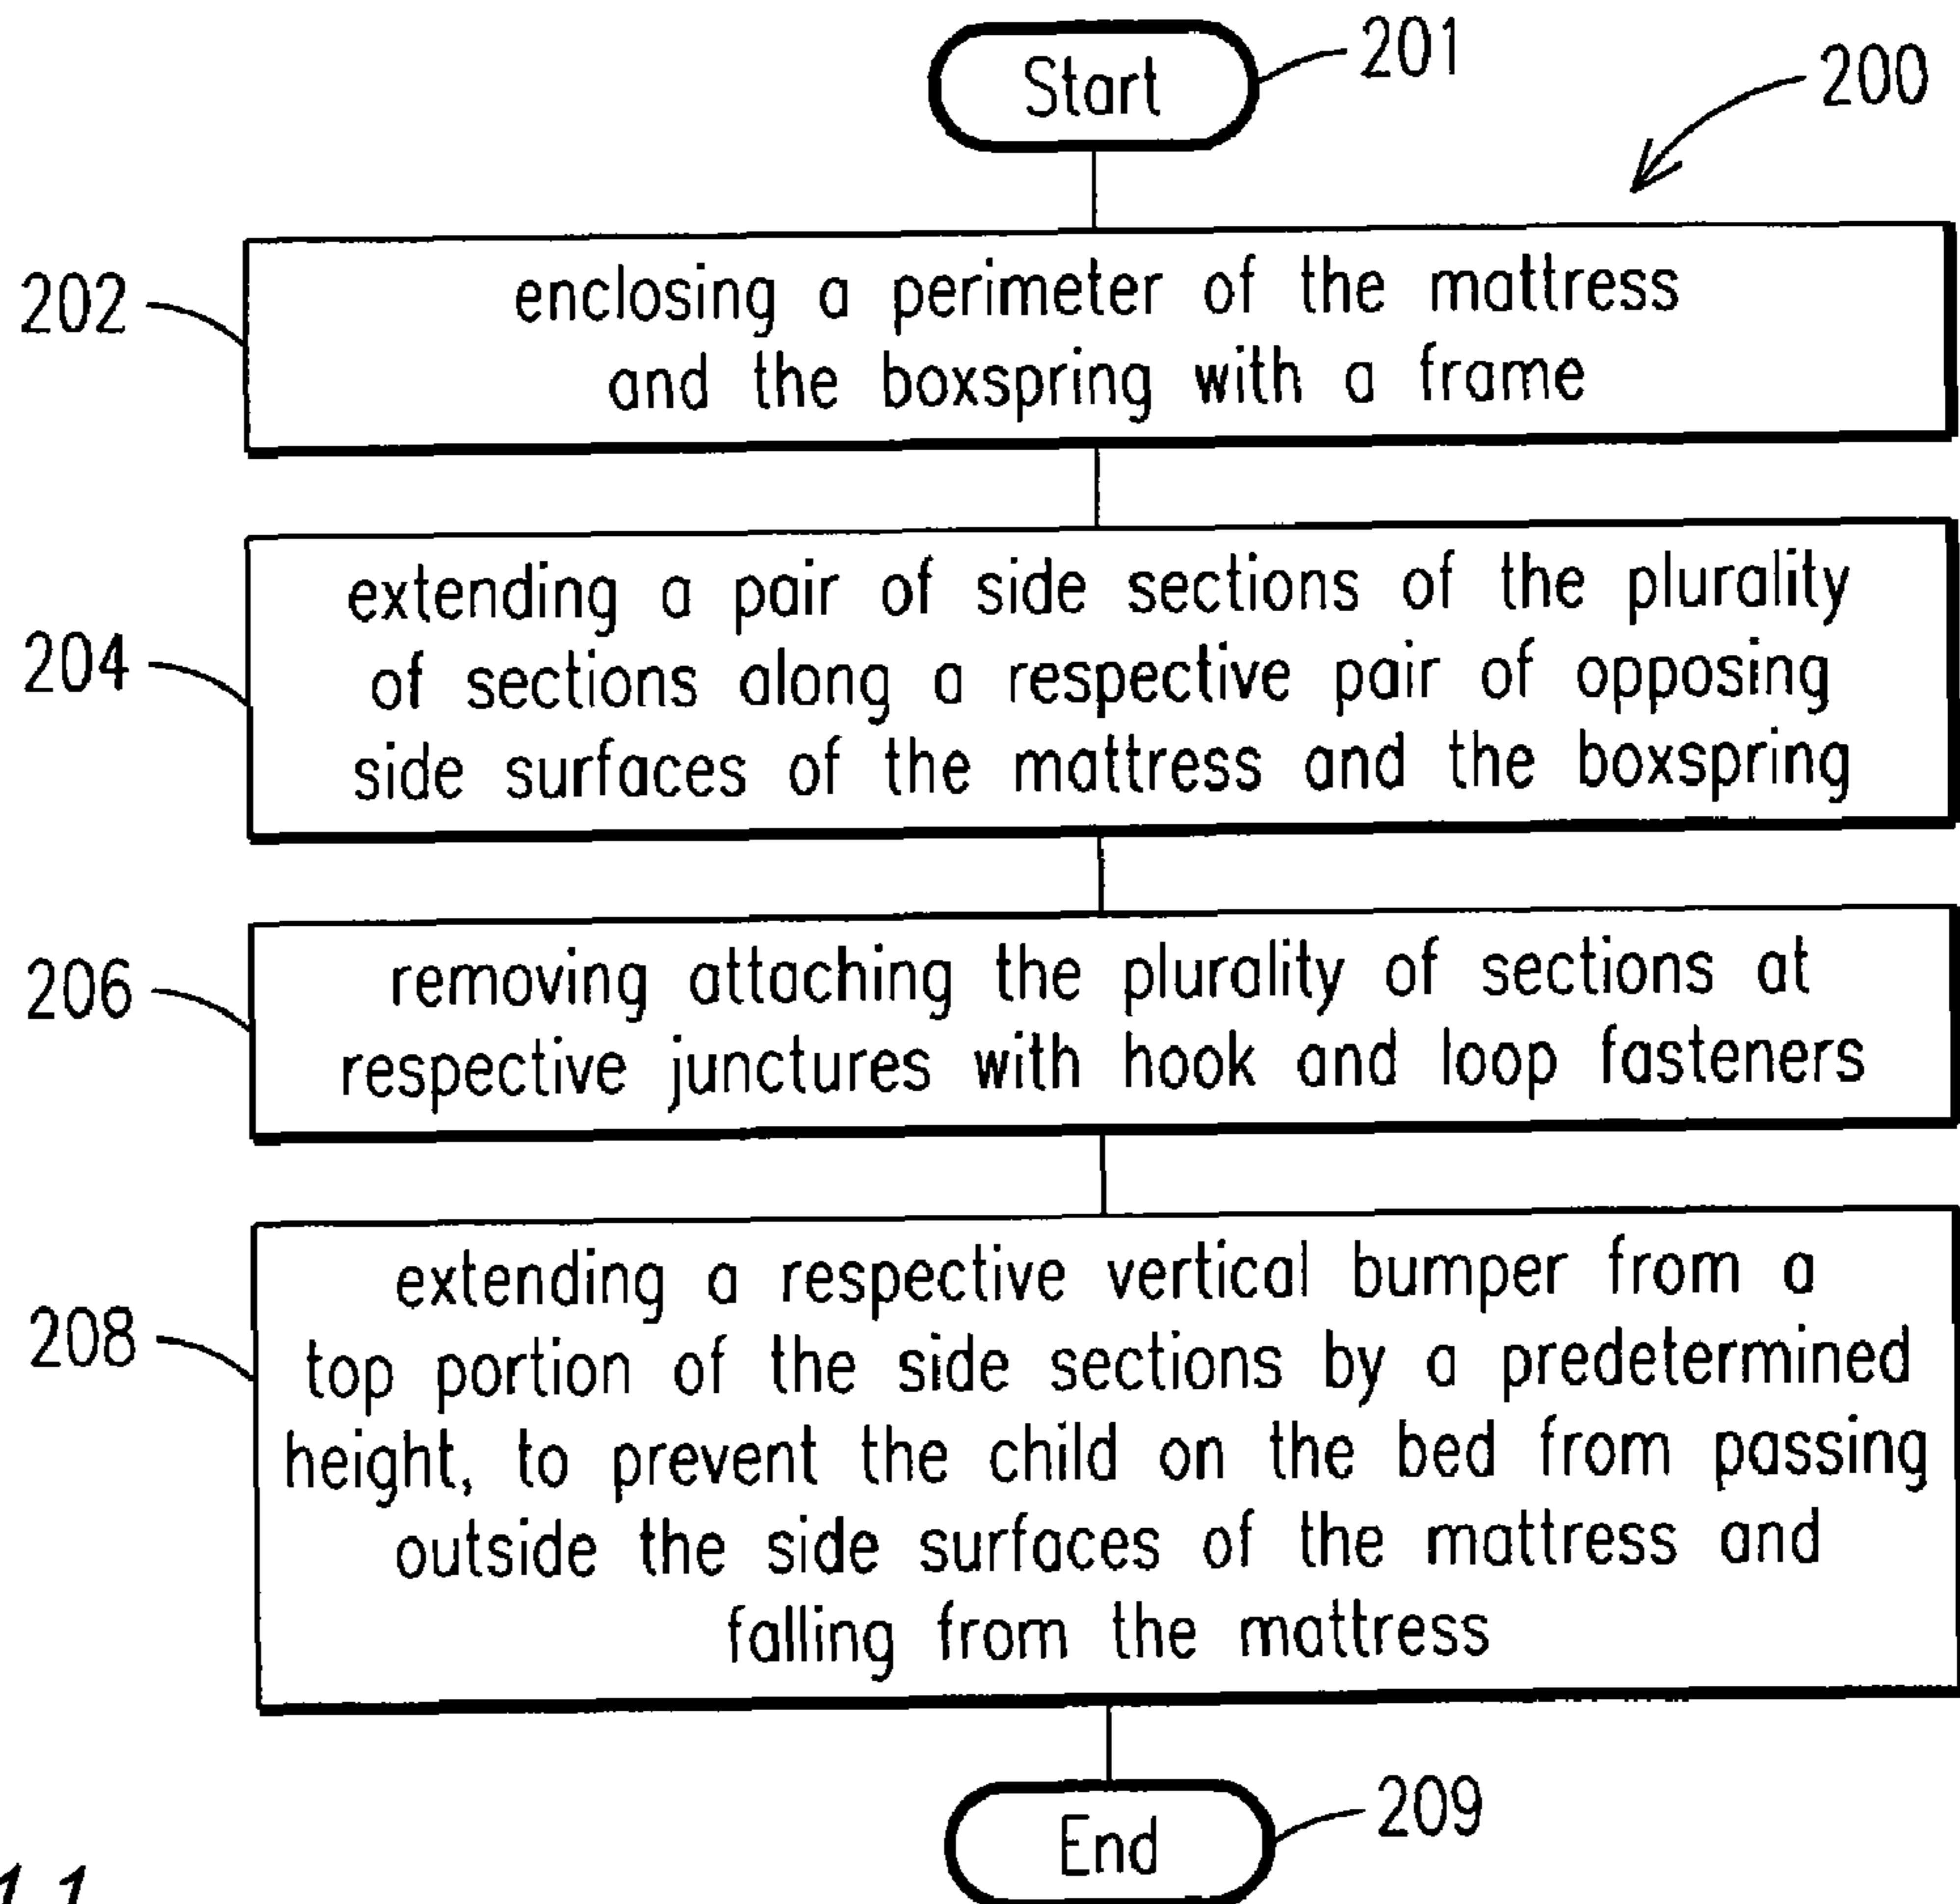 Start
201
200
202
enclosing a perimeter of the mattress
and the boxspring with a frame
204
extending a pair of side sections of the plurality
of sections along a respective pair of opposing
side surfaces of the mattress and the boxspring
206
removing attaching the plurality of sections at
respective junctures with hook and loop fasteners
208
extending a respective vertical bumper from a
top portion of the side sections by a predetermined
height, to prevent the child on the bed from passing
outside the side surfaces of the mattress and
falling from the mattress
End
209